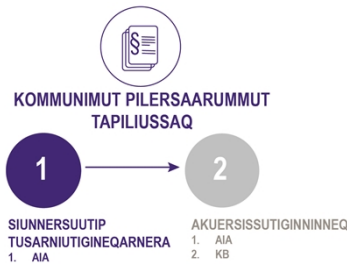 §
KOMMUNIMUT PILERSAARUMMUT
TAPILIUSSAQ
1
2
SIUNNERSUUTIP
TUSARNIUTIGINEQARNERA
1. AIA
AKUERSISSUTIGINNINNEQ
1. AIA
2. KB